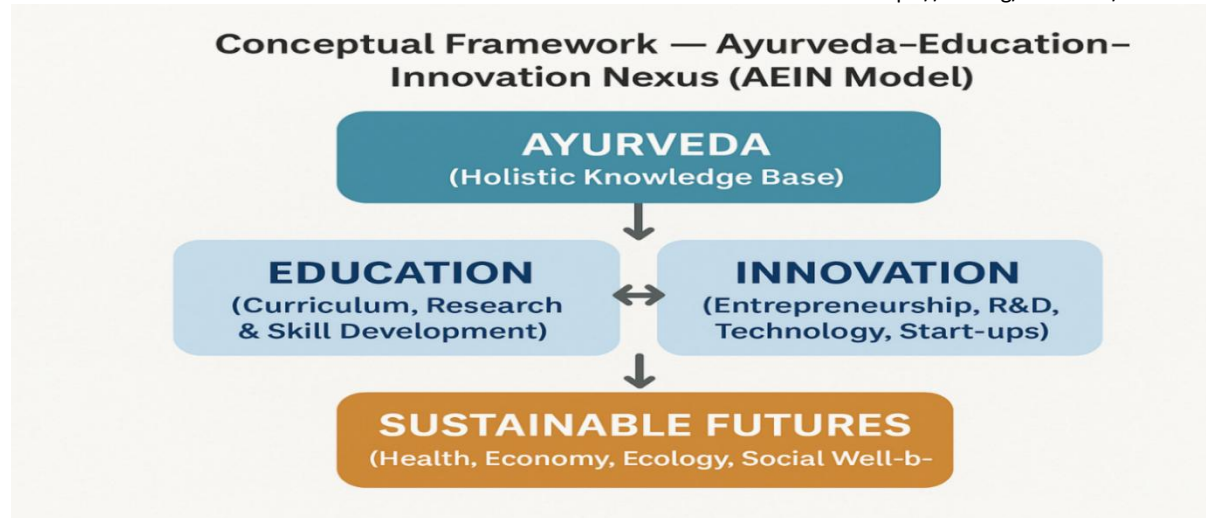 Conceptual Framework — Ayurveda–Education–
Innovation Nexus (AEIN Model)
AYURVEDA
(Holistic Knowledge Base)
EDUCATION
(Curriculum, Research
& Skill Development)
INNOVATION
(Entrepreneurship, R&D,
Technology, Start-ups)
SUSTAINABLE FUTURES
(Health, Economy, Ecology, Social Well-b-